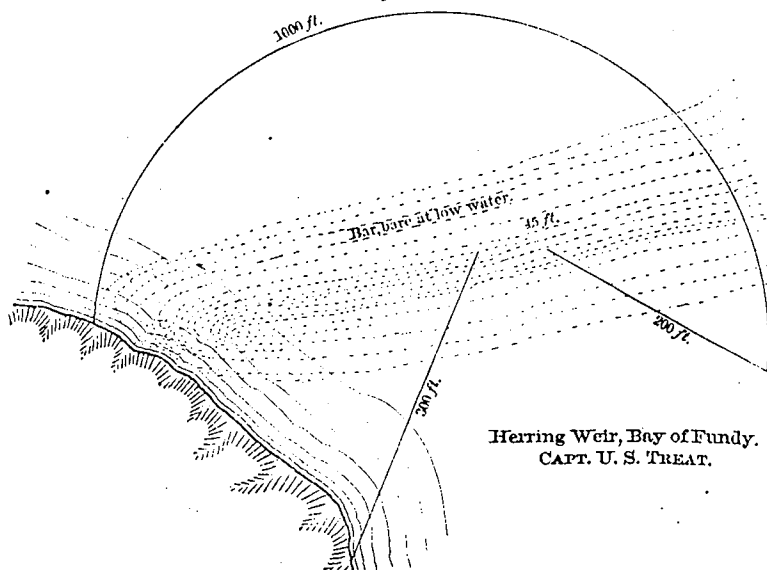 1000 ft.
Bar, bare at low water.
45 ft.
200 ft.
300 ft.
Herring Weir, Bay of Fundy.
CAPT. U. S. TREAT.